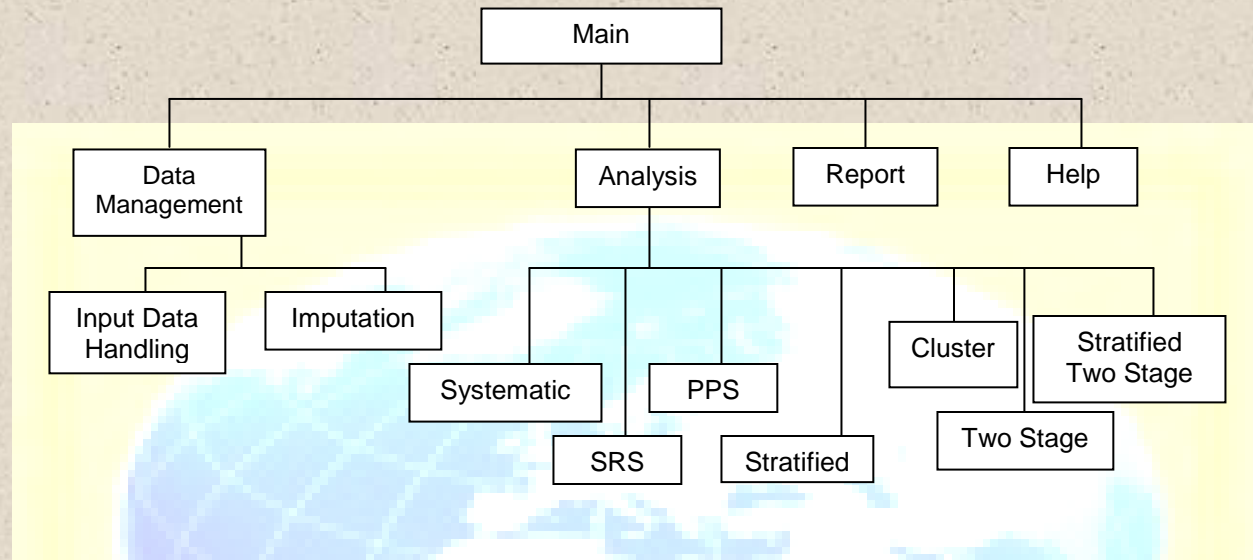 Main
Data
Management
Analysis
Report
Help
Input Data
Handling
Imputation
Systematic
SRS
PPS
Stratified
Cluster
Two Stage
Stratified
Two Stage